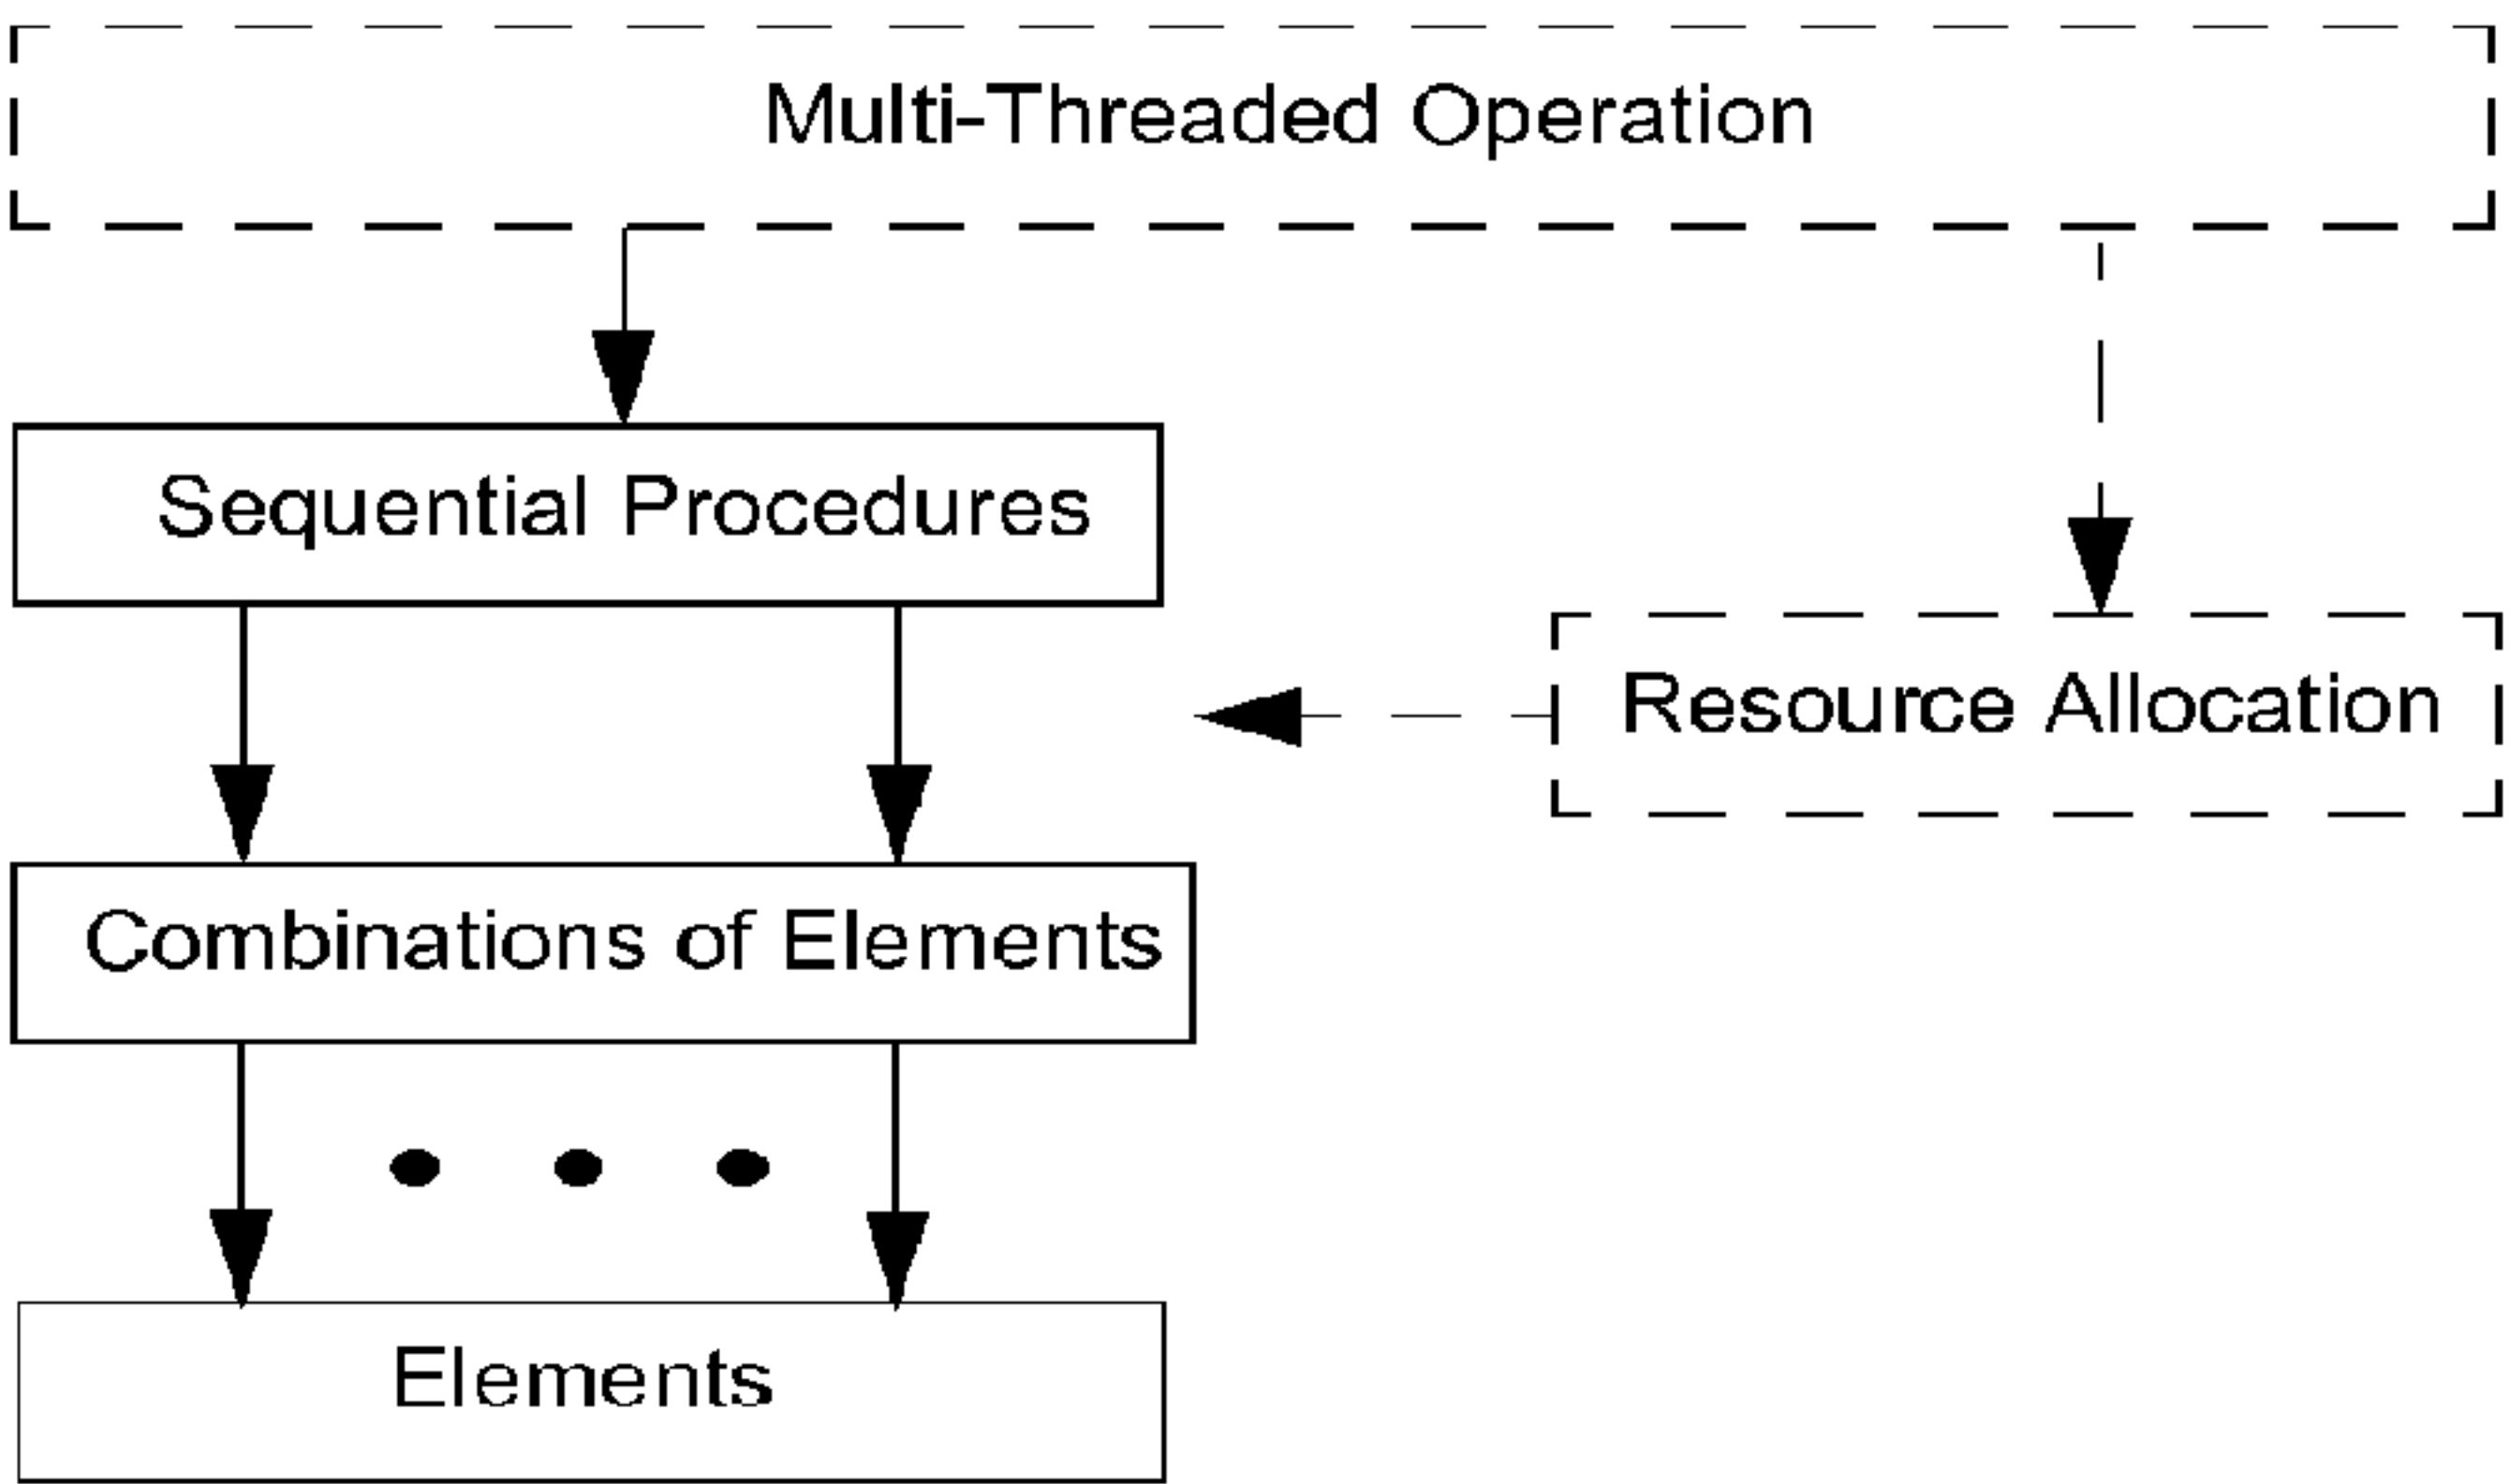 Multi-Threaded Operation
Sequential Procedures
Resource Allocation
Combinations of Elements
Elements